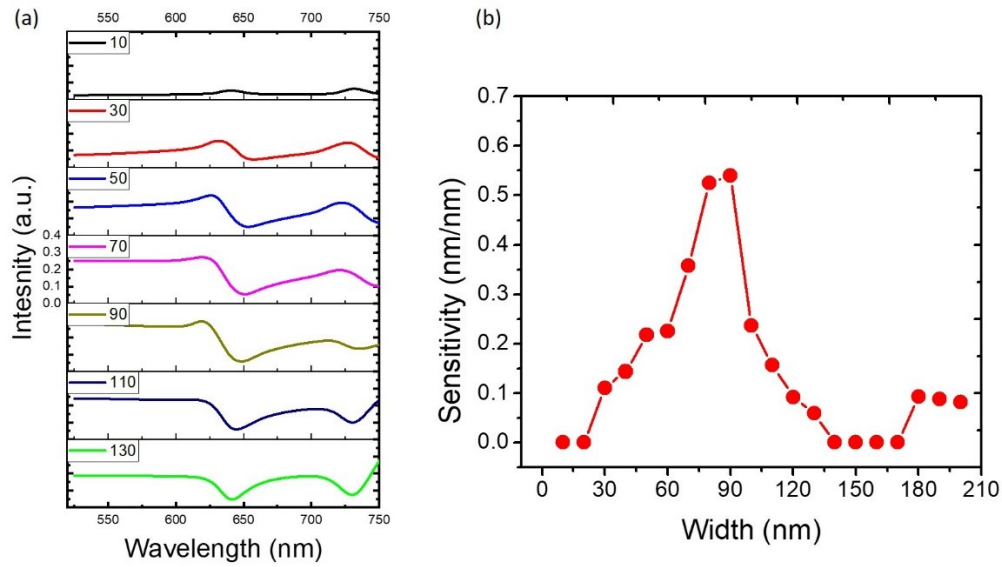 (a)
550 600 650 700 750
10
30
50
70
90
110
130
0.4
0.3
0.2
0.1
0.0
Intesnity (a.u.)
550 600 650 700 750
Wavelength (nm)
(b)
0.7
0.6
0.5
0.4
0.3
0.2
0.1
0.0
Sensitivity (nm/nm)
0 30 60 90 120 150 180 210
Width (nm)